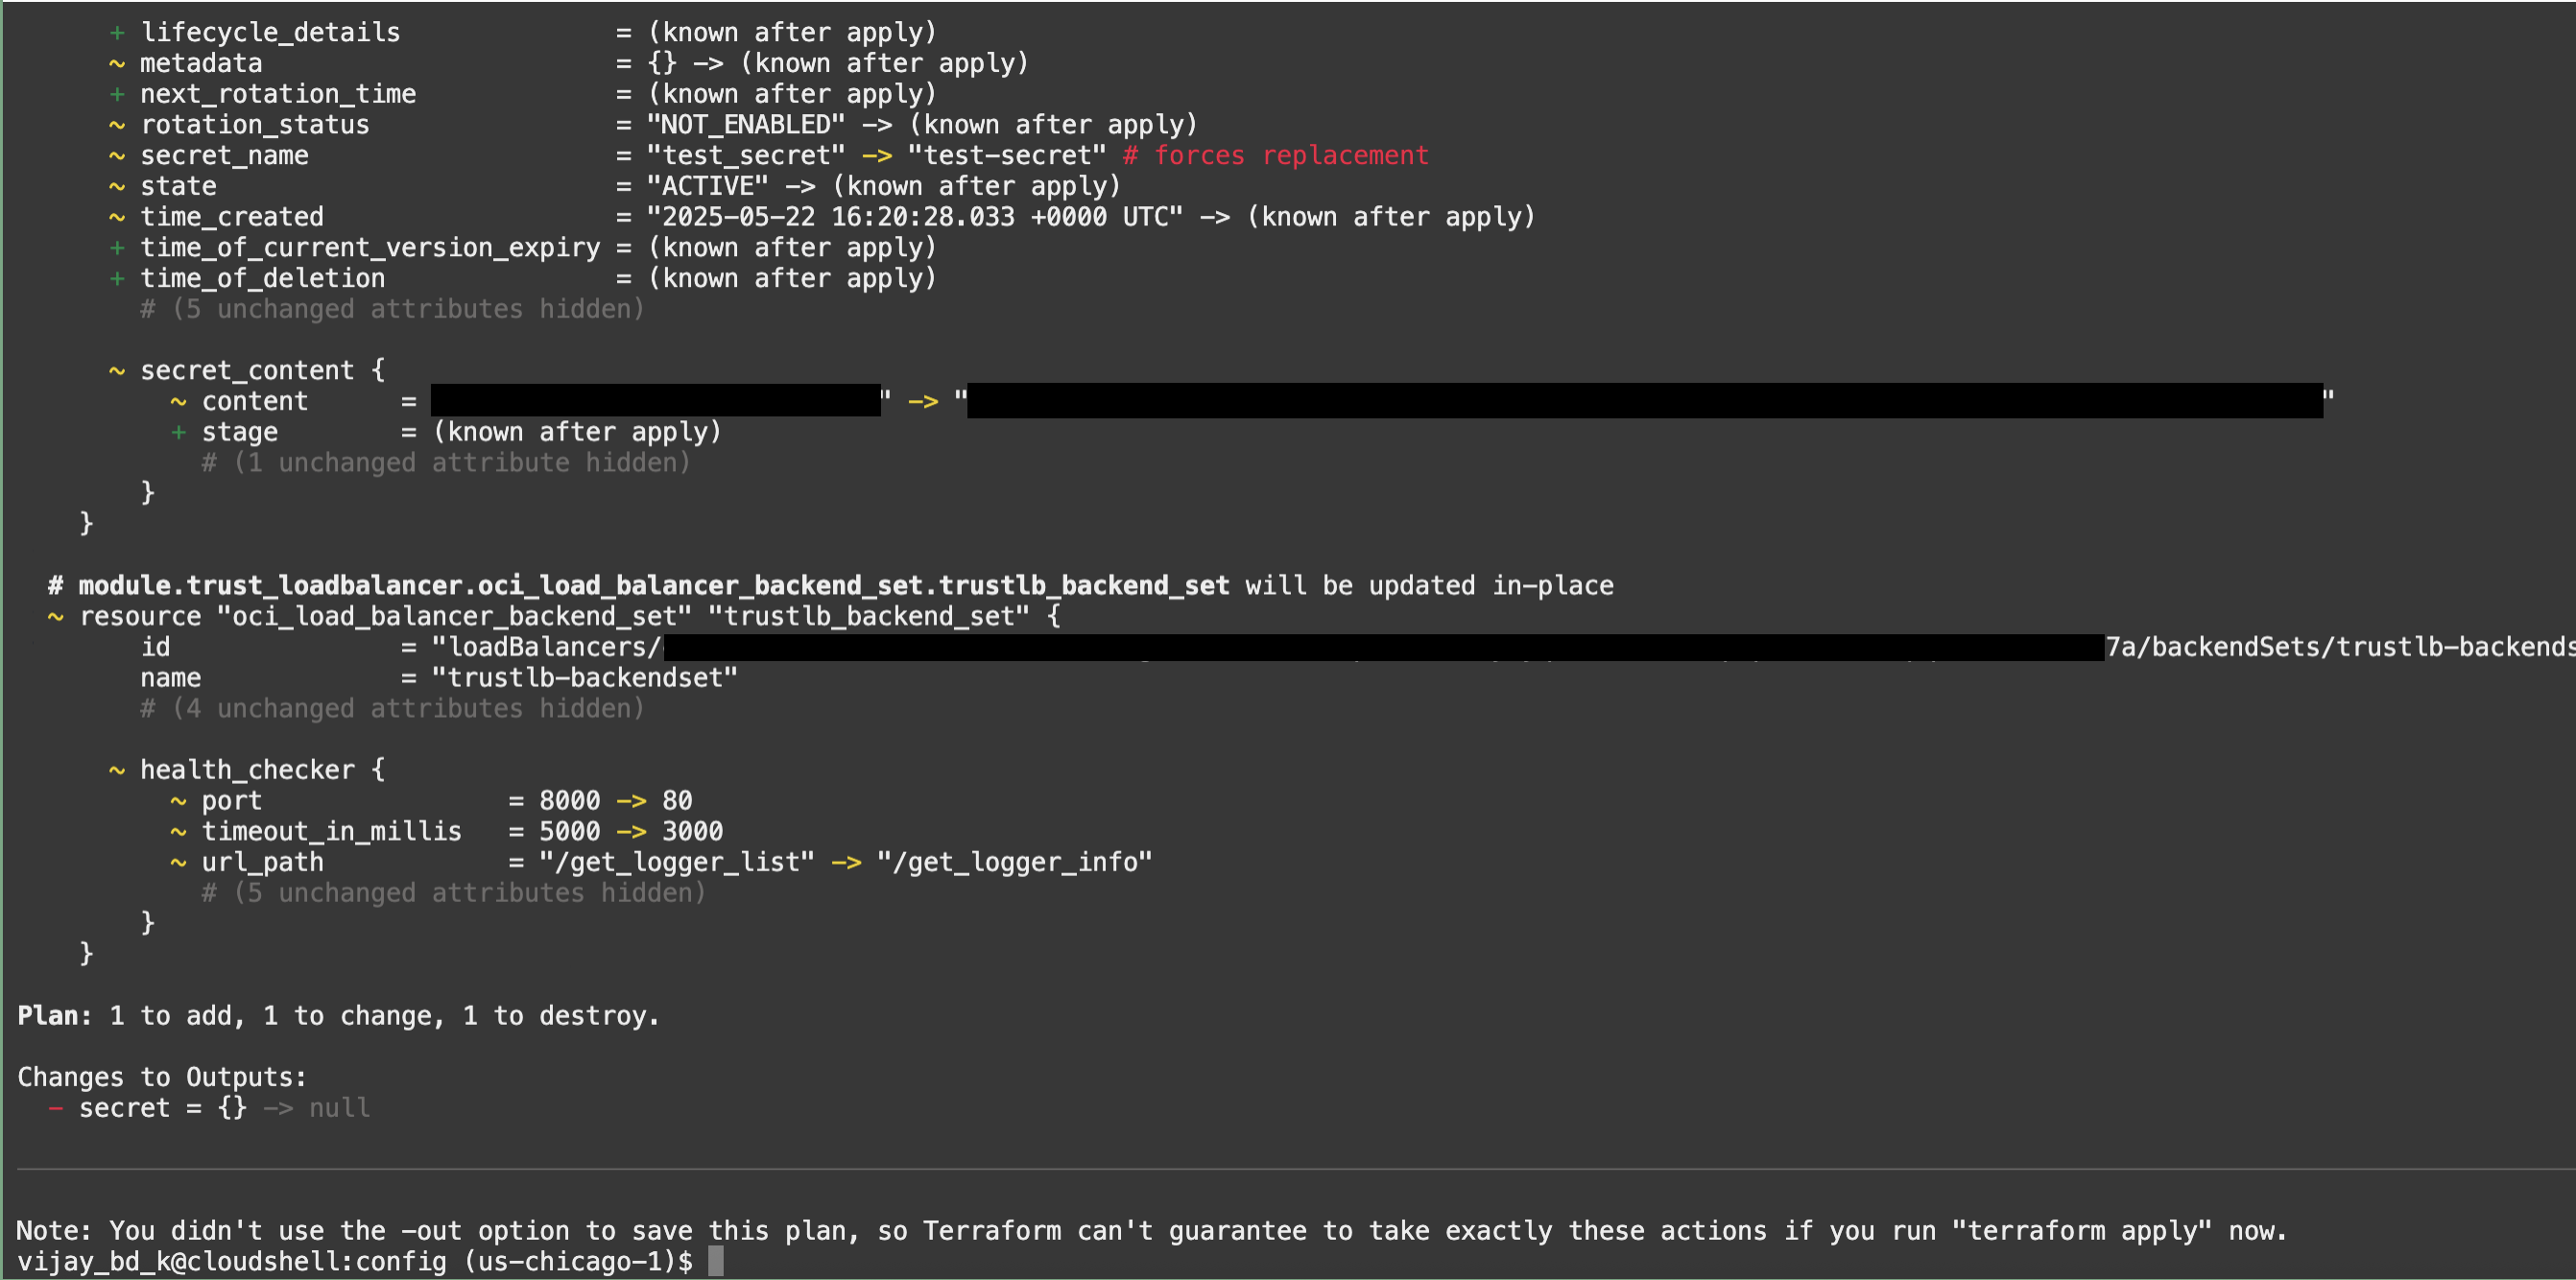 + lifecycle_details = (known after apply)
~ metadata = {} -> (known after apply)
+ next_rotation_time = (known after apply)
~ rotation_status = "NOT_ENABLED" -> (known after apply)
~ secret_name = "test_secret" -> "test-secret" # forces replacement
~ state = "ACTIVE" -> (known after apply)
~ time_created = "2025-05-22 16:20:28.033 +0000 UTC" -> (known after apply)
+ time_of_current_version_expiry = (known after apply)
+ time_of_deletion = (known after apply)
# (5 unchanged attributes hidden)
~ secret_content {
~ content = " -> " "
+ stage = (known after apply)
# (1 unchanged attribute hidden)
}
}
# module.trust_loadbalancer.oci_load_balancer_backend_set.trustlb_backend_set will be updated in-place
~ resource "oci_load_balancer_backend_set" "trustlb_backend_set" {
id = "loadBalancers/ 7a/backendSets/trustlb-backends
name = "trustlb-backendset"
# (4 unchanged attributes hidden)
~ health_checker {
~ port = 8000 -> 80
~ timeout_in_millis = 5000 -> 3000
~ url_path = "/get_logger_list" -> "/get_logger_info"
# (5 unchanged attributes hidden)
}
}
Plan: 1 to add, 1 to change, 1 to destroy.
Changes to Outputs:
- secret = {} -> null
Note: You didn't use the -out option to save this plan, so Terraform can't guarantee to take exactly these actions if you run "terraform apply" now.
vijay_bd_k@cloudshell:config (us-chicago-1)$